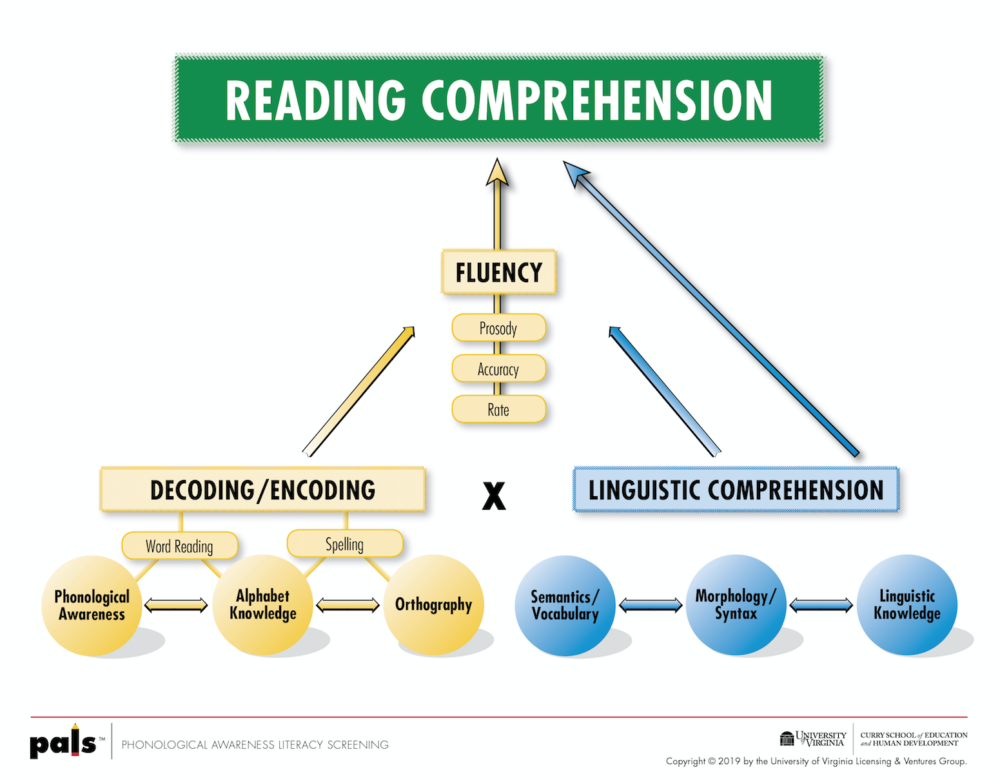 READING COMPREHENSION
FLUENCY
Prosody
Accuracy
Rate
DECODING/ENCODING
X
LINGUISTIC COMPREHENSION
Word Reading
Spelling
Phonological
Awareness
Alphabet
Knowledge
Orthography
Semantics/
Vocabulary
Morphology/
Syntax
Linguistic
Knowledge
pals™
PHONOLOGICAL AWARENESS LITERACY SCREENING
UNIVERSITY
of VIRGINIA
CURRY SCHOOL of EDUCATION
and HUMAN DEVELOPMENT
Copyright © 2019 by the University of Virginia Licensing & Ventures Group.